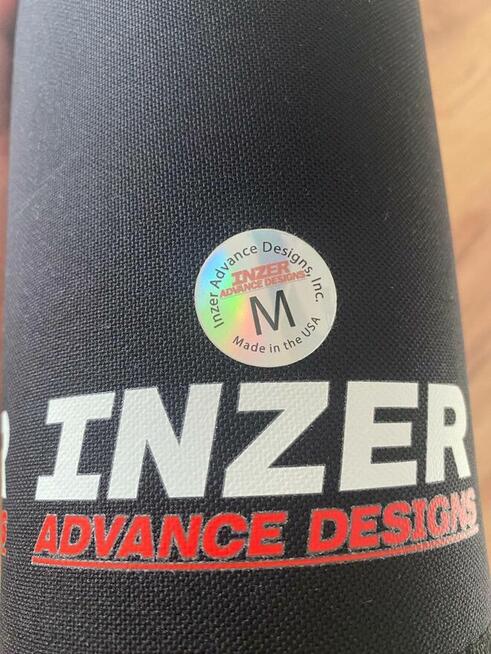 Inzer Advance Designs, Inc.
INZER
ADVANCE DESIGNS
M
Made in the USA
R INZER
S ADVANCE DESIGNS